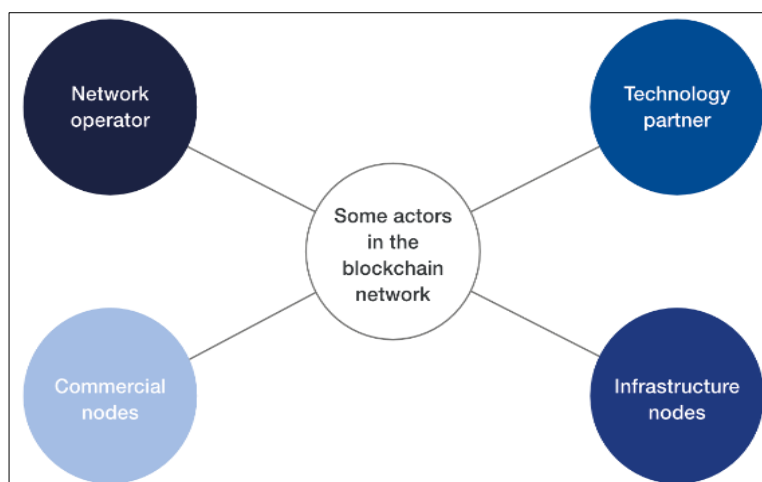 Network
operator
Technology
partner
Some actors
in the
blockchain
network
Commercial
nodes
Infrastructure
nodes